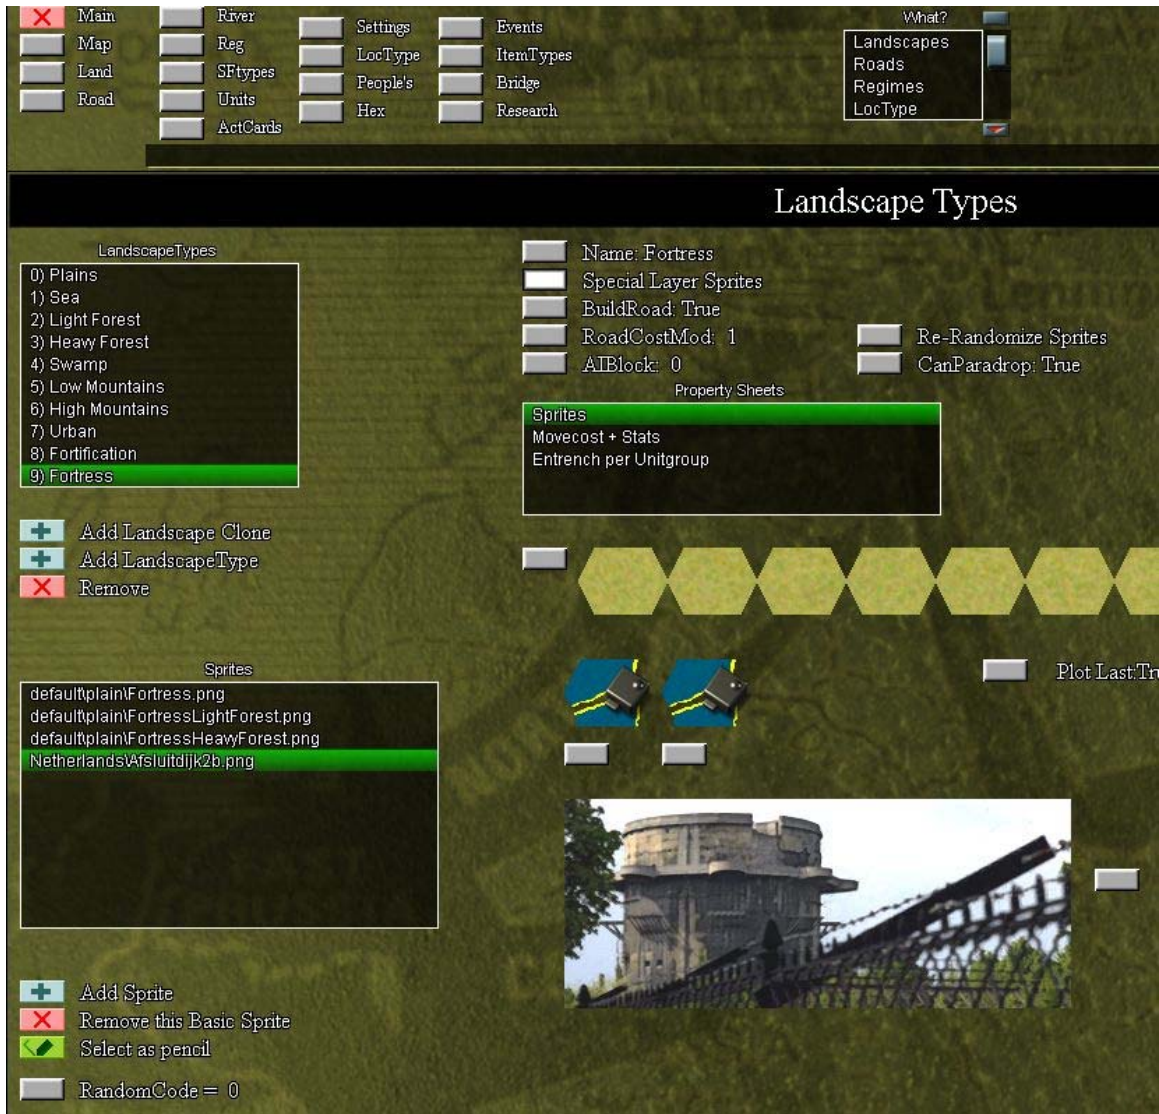 Main
River
Settings
Events
What?
Map
Reg
LocType
ItemTypes
Landscapes
Land
SFtypes
People's
Bridge
Roads
Road
Units
Hex
Research
Regimes
ActCards
LocType
Landscape Types
LandscapeTypes
0) Plains
1) Sea
2) Light Forest
3) Heavy Forest
4) Swamp
5) Low Mountains
6) High Mountains
7) Urban
8) Fortification
9) Fortress
Name: Fortress
Special Layer Sprites
BuildRoad: True
RoadCostMod: 1
Re-Randomize Sprites
AIBlock: 0
CanParadrop: True
Property Sheets
Sprites
Movecost + Stats
Entrench per Unitgroup
Add Landscape Clone
Add LandscapeType
Remove
Sprites
default\plain\Fortress.png
default\plain\FortressLightForest.png
default\plain\FortressHeavyForest.png
Netherlands\Afsluitdijk2b.png
Plot Last:Tru
Add Sprite
Remove this Basic Sprite
Select as pencil
RandomCode = 0